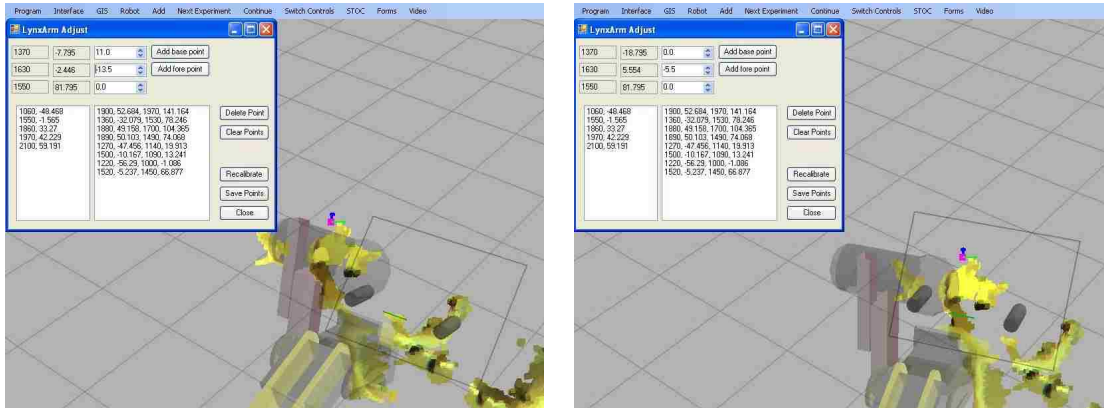 Program Interface GIS Robot Add Next Experiment Continue Switch Controls STOC Forms Video
LynxArm Adjust
1370 -7.795 11.0 Add base point
1630 -2.446 -13.5 Add fore point
1550 81.795 0.0
1060, -48.468
1550, -1.565
1860, 33.27
1970, 42.229
2100, 59.191
1900, 52.684, 1970, 141.164
1360, -32.079, 1530, 78.246
1880, 49.158, 1700, 104.365
1890, 50.103, 1490, 74.068
1270, -47.456, 1140, 19.913
1500, -10.167, 1090, 13.241
1220, -56.29, 1000, -1.086
1520, -5.237, 1450, 66.877
Delete Point
Clear Points
Recalibrate
Save Points
Close
Program Interface GIS Robot Add Next Experiment Continue Switch Controls STOC Forms Video
LynxArm Adjust
1370 -18.795 0.0 Add base point
1630 5.554 -5.5 Add fore point
1550 81.795 0.0
1060, -48.468
1550, -1.565
1860, 33.27
1970, 42.229
2100, 59.191
1900, 52.684, 1970, 141.164
1360, -32.079, 1530, 78.246
1880, 49.158, 1700, 104.365
1890, 50.103, 1490, 74.068
1270, -47.456, 1140, 19.913
1500, -10.167, 1090, 13.241
1220, -56.29, 1000, -1.086
1520, -5.237, 1450, 66.877
Delete Point
Clear Points
Recalibrate
Save Points
Close